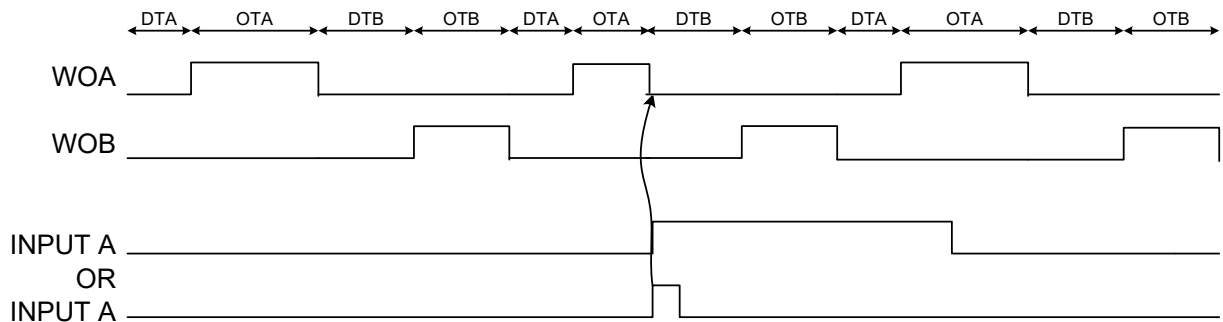 DTA OTA DTB OTB DTA OTA DTB OTB DTA OTA DTB OTB
WOA
WOB
INPUT A
OR
INPUT A